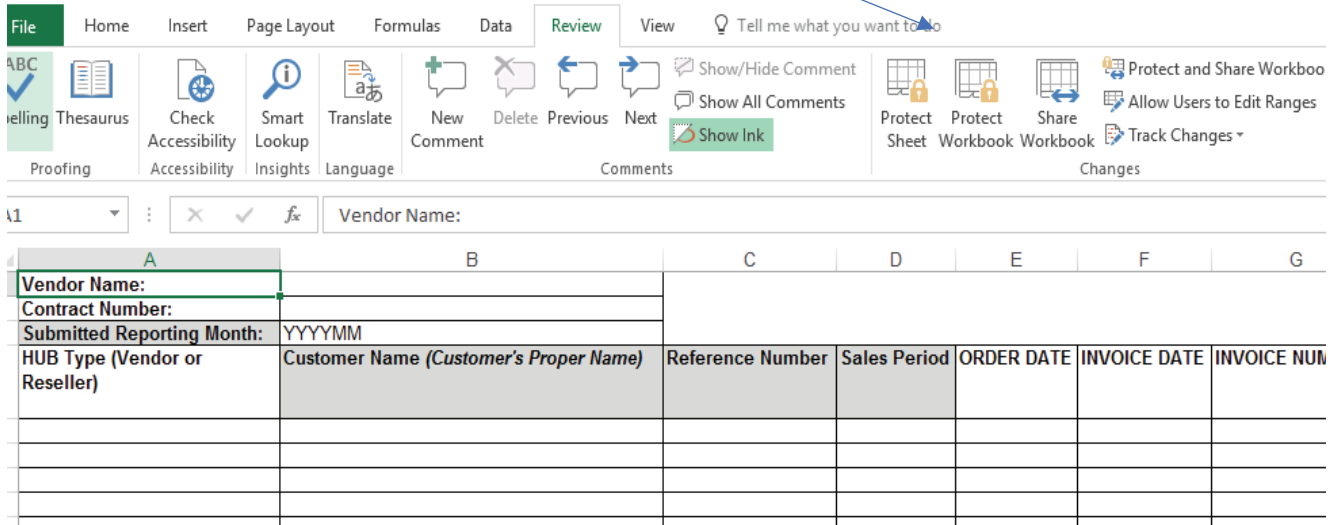 File Home Insert Page Layout Formulas Data Review View Tell me what you want to do
ABC
Show/Hide Comment Protect and Share
Show All Comments Allow Users to Edit Ranges
Thesaurus Check Smart Translate New Delete Previous Next Protect Protect Share
Accessibility Lookup Comment Show Ink Sheet Workbook Workbook Track Changes
Proofing Accessibility Insights Language Comments Changes
fx Vendor Name:
A B C D E F G
Vendor Name:
Contract Number:
Submitted Reporting Month: YYYYMM
HUB Type (Vendor or Customer Name (Customer's Proper Name) Reference Number Sales Period ORDER DATE INVOICE DATE INVOICE
Reseller)